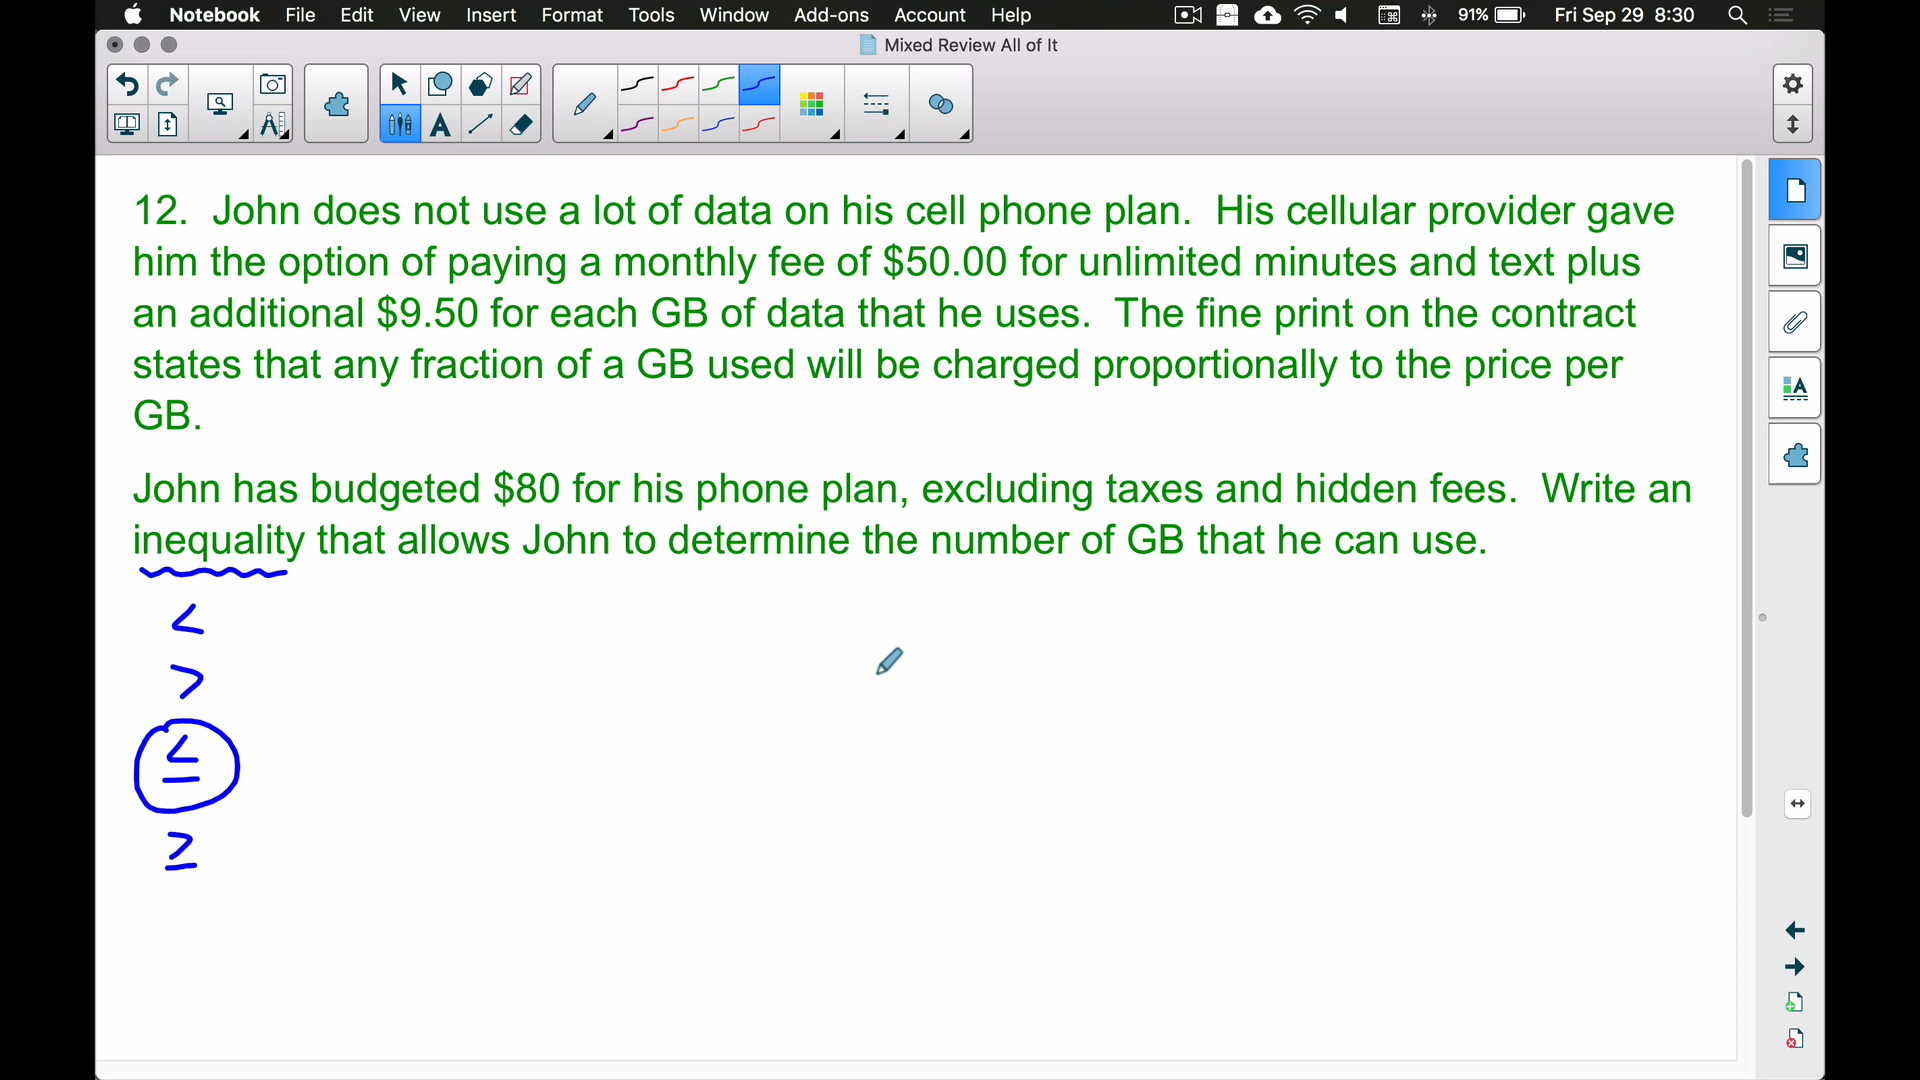 Notebook File Edit View Insert Format Tools Window Add-ons Account Help 91% Fri Sep 29 8:30
Mixed Review All of It
A
A
12. John does not use a lot of data on his cell phone plan. His cellular provider gave
him the option of paying a monthly fee of $50.00 for unlimited minutes and text plus
an additional $9.50 for each GB of data that he uses. The fine print on the contract
states that any fraction of a GB used will be charged proportionally to the price per
GB.
John has budgeted $80 for his phone plan, excluding taxes and hidden fees. Write an
inequality that allows John to determine the number of GB that he can use.
<
>
≤
≥